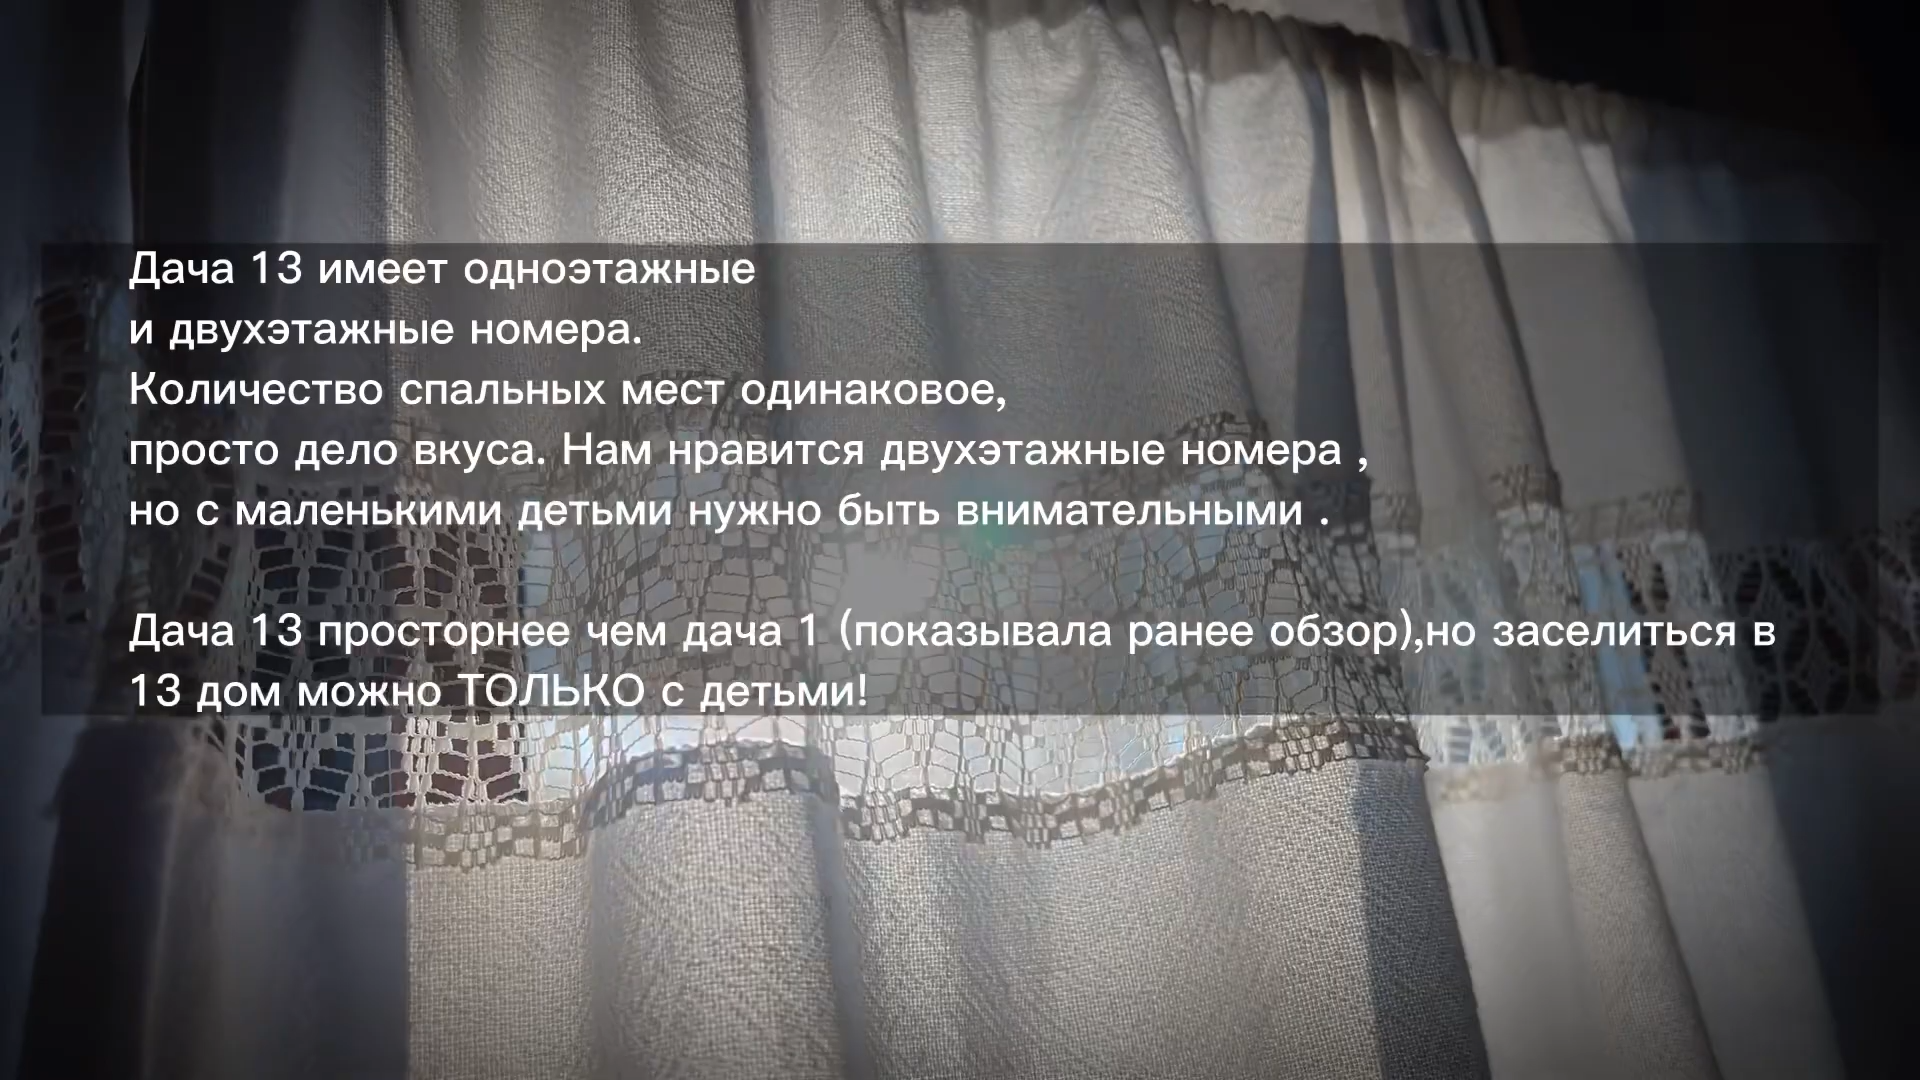 Дача 13 имеет одноэтажные
и двухэтажные номера.
Количество спальных мест одинаковое,
просто дело вкуса. Нам нравится двухэтажные номера ,
но с маленькими детьми нужно быть внимательными .
Дача 13 просторнее чем дача 1 (показывала ранее обзор),но заселиться в
13 дом можно ТОЛЬКО с детьми!